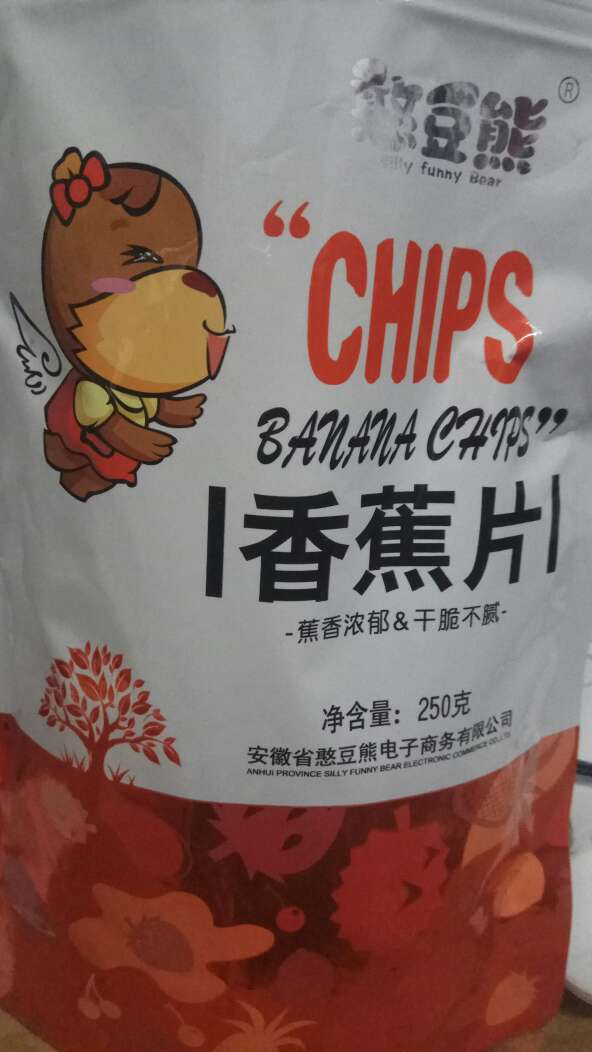 憨豆熊®
Silly funny Bear
“CHIPS
BANANA CHIPS”
香蕉片
-蕉香浓郁&干脆不腻-
净含量：250克
安徽省憨豆熊电子商务有限公司
ANHUI PROVINCE SILLY FUNNY BEAR ELECTRONIC COMMERCE CO.,LTD.